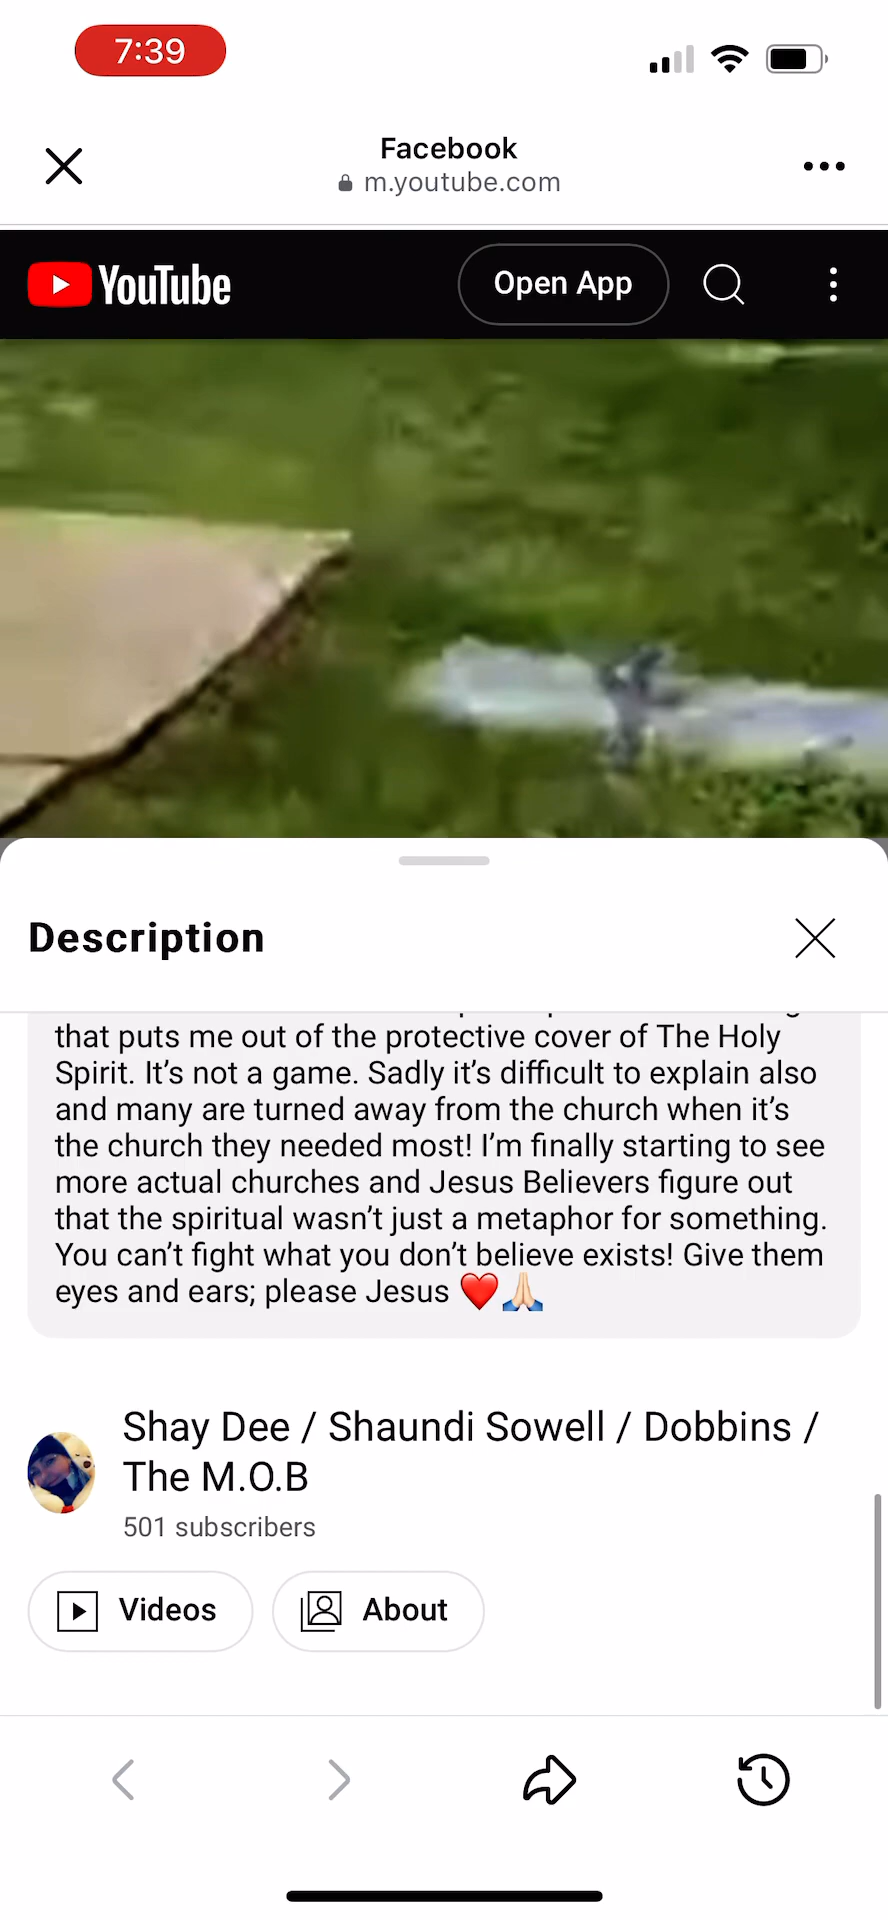 7:39
Facebook
m.youtube.com
YouTube
Open App
Description
that puts me out of the protective cover of The Holy
Spirit. It’s not a game. Sadly it’s difficult to explain also
and many are turned away from the church when it’s
the church they needed most! I’m finally starting to see
more actual churches and Jesus Believers figure out
that the spiritual wasn’t just a metaphor for something.
You can’t fight what you don’t believe exists! Give them
eyes and ears; please Jesus ❤️🙏🏻
Shay Dee / Shaundi Sowell / Dobbins /
The M.O.B
501 subscribers
Videos
About